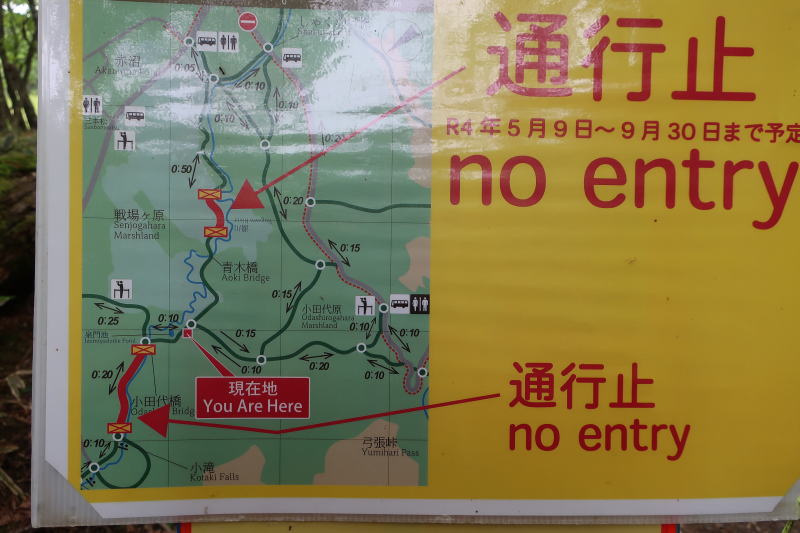 通行止
R4年5月9日～9月30日まで予定
no entry
赤沼
0:05
0:10
0:10
0:10
三本松
0:50
0:20
戦場ヶ原
Senjogahara
Marshland
0:15
青木橋
Aoki Bridge
0:15
小田代原
Odashirogahara
Marshland
0:25
0:10
泉門池
Izumiyadoike Pond
0:15
0:10
0:10
0:10
0:20
0:10
0:20
小田代橋
現在地
You Are Here
通行止
no entry
0:10
小滝
Kotaki Falls
弓張峠
Yumihari Pass